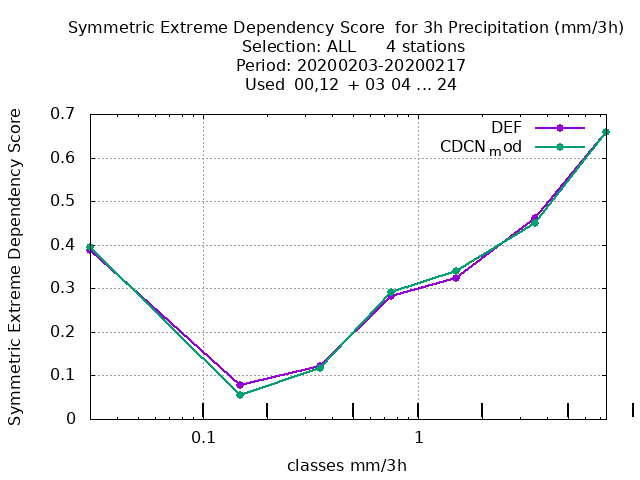 Symmetric Extreme Dependency Score  for 3h Precipitation (mm/3h)
Selection: ALL      4 stations
Period: 20200203-20200217
Used  00,12  + 03 04 ... 24
DEF
CDCN_mod
Symmetric Extreme Dependency Score
0.7
0.6
0.5
0.4
0.3
0.2
0.1
0
0.1
1
classes mm/3h